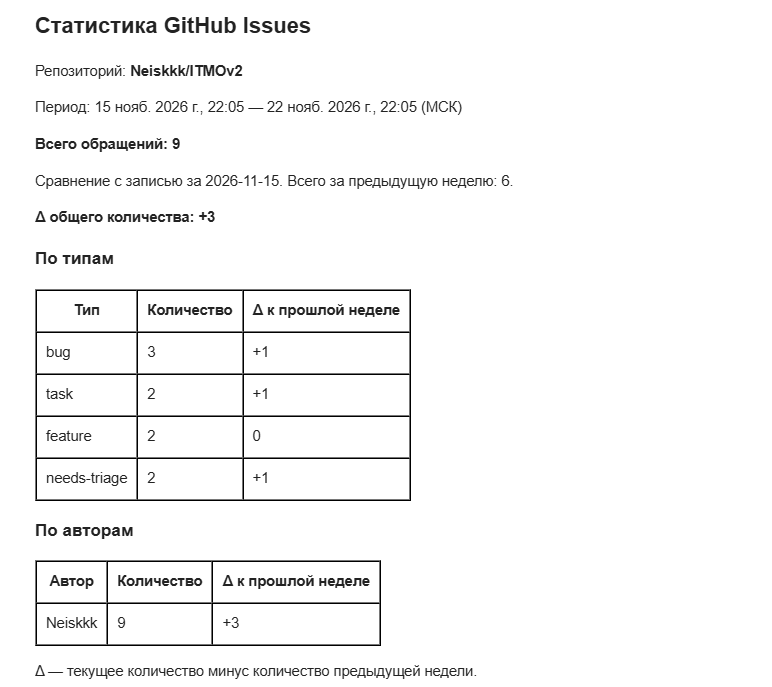 Статистика GitHub Issues
Репозиторий: Neiskkk/ITMOv2
Период: 15 нояб. 2026 г., 22:05 — 22 нояб. 2026 г., 22:05 (МСК)
Всего обращений: 9
Сравнение с записью за 2026-11-15. Всего за предыдущую неделю: 6.
Δ общего количества: +3
По типам
Тип Количество Δ к прошлой неделе
bug 3 +1
task 2 +1
feature 2 0
needs-triage 2 +1
По авторам
Автор Количество Δ к прошлой неделе
Neiskkk 9 +3
Δ — текущее количество минус количество предыдущей недели.